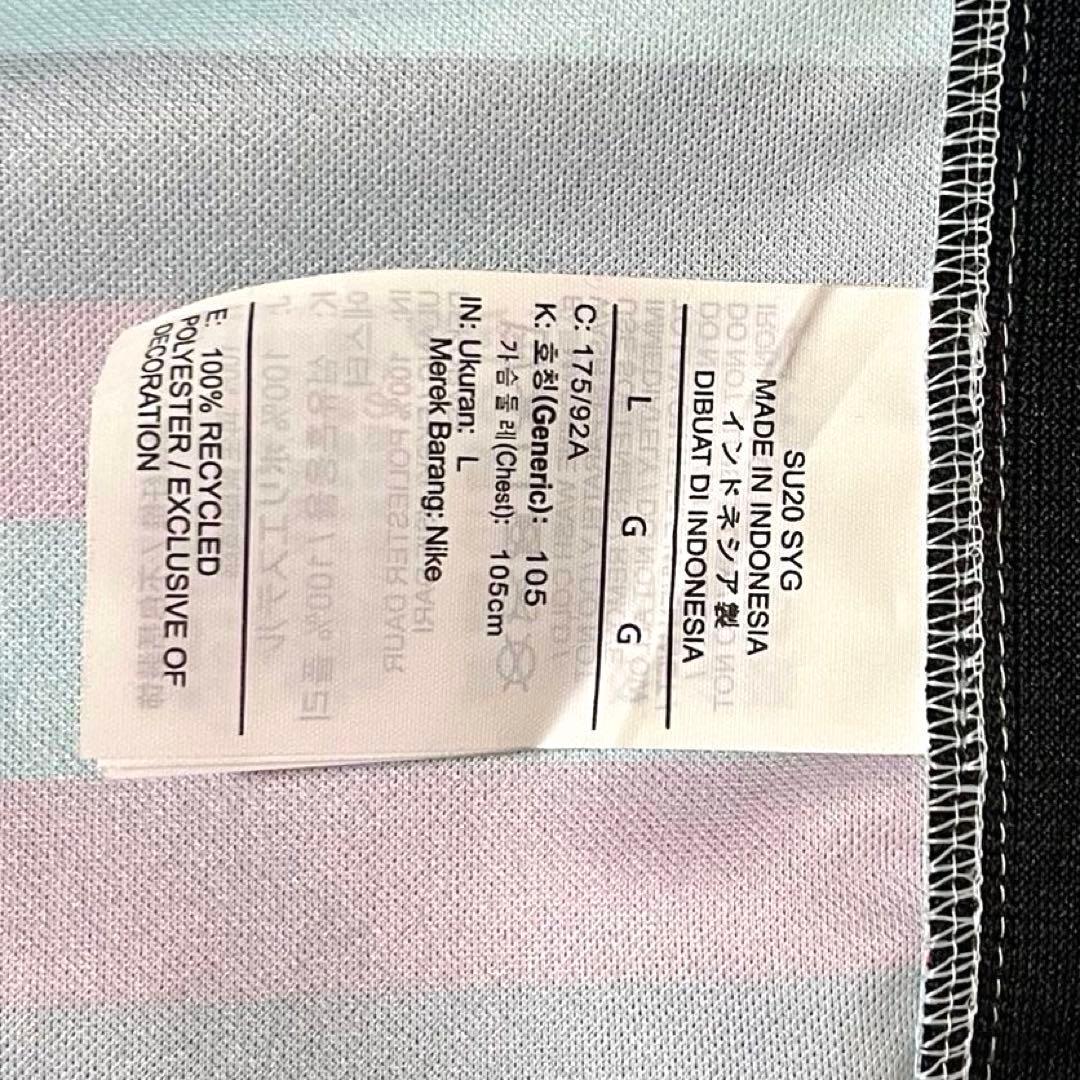 SU20 SYG
MADE IN INDONESIA
インドネシア製
DIBUAT DI INDONESIA
L G G
C: 175/92A
K: 호칭(Generic): 105
가슴둘레(Chest): 105cm
IN: Ukuran: L
Merek Barang: Nike
E: 100% RECYCLED
POLYESTER / EXCLUSIVE OF
DECORATION